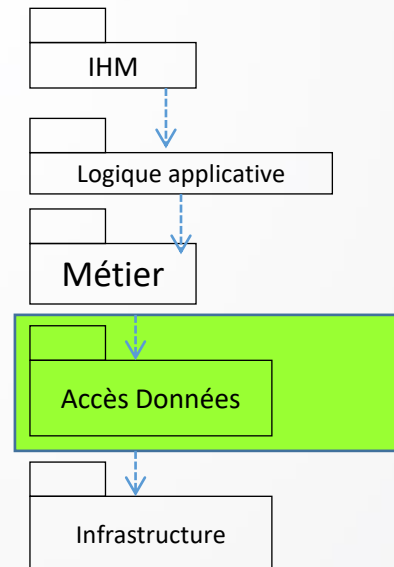 IHM
Logique applicative
Métier
Accès Données
Infrastructure